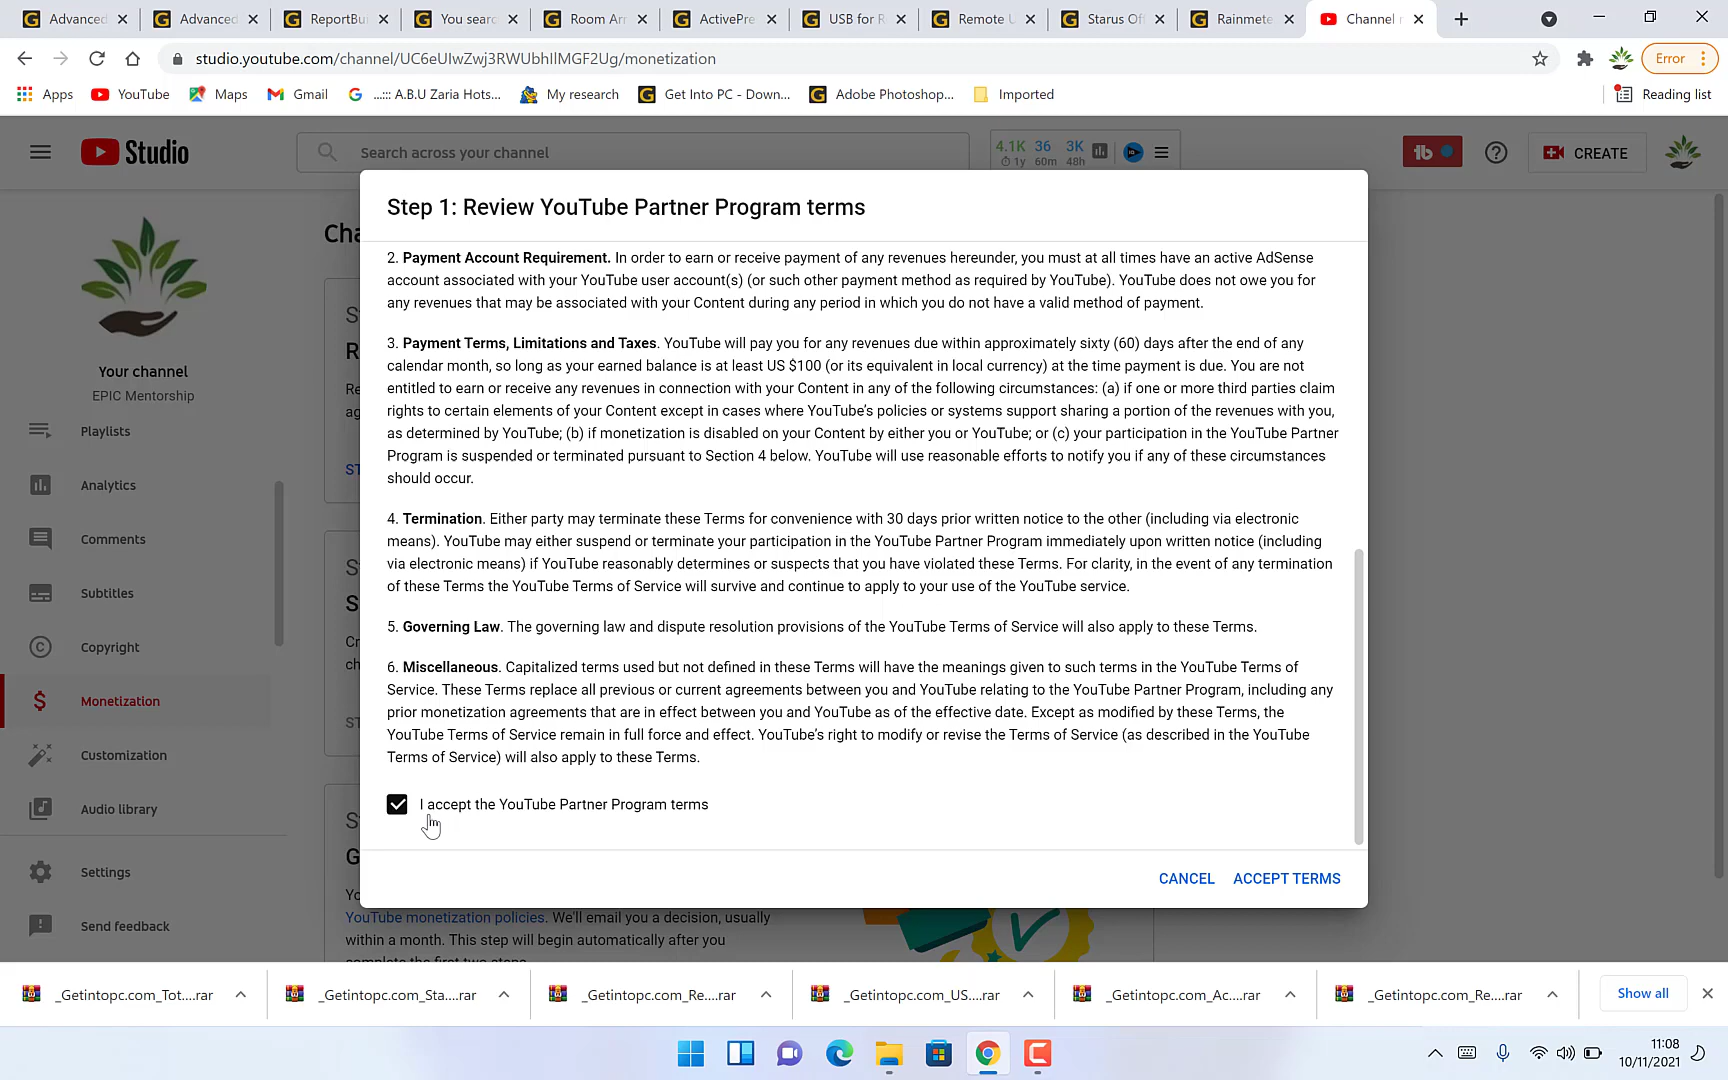 Advanced
Advanced
ReportBu
You sear
Room Arr
ActivePre
USB for R
Remote U
Starus Off
Rainmete
Channel r
studio.youtube.com/channel/UC6eUIwZwj3RWUbhIlMGF2Ug/monetization
Error
Apps
YouTube
Maps
Gmail
...::: A.B.U Zaria Hots...
My research
Get Into PC - Down...
Adobe Photoshop...
Imported
Reading list
Studio
Search across your channel
4.1K 36 3K
1y 60m 48h
CREATE
Your channel
EPIC Mentorship
Playlists
Analytics
Comments
Subtitles
Copyright
Monetization
Customization
Audio library
Settings
Send feedback
Cha
Step 1: Review YouTube Partner Program terms
2. Payment Account Requirement. In order to earn or receive payment of any revenues hereunder, you must at all times have an active AdSense
account associated with your YouTube user account(s) (or such other payment method as required by YouTube). YouTube does not owe you for
any revenues that may be associated with your Content during any period in which you do not have a valid method of payment.
3. Payment Terms, Limitations and Taxes. YouTube will pay you for any revenues due within approximately sixty (60) days after the end of any
calendar month, so long as your earned balance is at least US $100 (or its equivalent in local currency) at the time payment is due. You are not
entitled to earn or receive any revenues in connection with your Content in any of the following circumstances: (a) if one or more third parties claim
rights to certain elements of your Content except in cases where YouTube's policies or systems support sharing a portion of the revenues with you,
as determined by YouTube; (b) if monetization is disabled on your Content by either you or YouTube; or (c) your participation in the YouTube Partner
Program is suspended or terminated pursuant to Section 4 below. YouTube will use reasonable efforts to notify you if any of these circumstances
should occur.
4. Termination. Either party may terminate these Terms for convenience with 30 days prior written notice to the other (including via electronic
means). YouTube may either suspend or terminate your participation in the YouTube Partner Program immediately upon written notice (including
via electronic means) if YouTube reasonably determines or suspects that you have violated these Terms. For clarity, in the event of any termination
of these Terms the YouTube Terms of Service will survive and continue to apply to your use of the YouTube service.
5. Governing Law. The governing law and dispute resolution provisions of the YouTube Terms of Service will also apply to these Terms.
6. Miscellaneous. Capitalized terms used but not defined in these Terms will have the meanings given to such terms in the YouTube Terms of
Service. These Terms replace all previous or current agreements between you and YouTube relating to the YouTube Partner Program, including any
prior monetization agreements that are in effect between you and YouTube as of the effective date. Except as modified by these Terms, the
YouTube Terms of Service remain in full force and effect. YouTube's right to modify or revise the Terms of Service (as described in the YouTube
Terms of Service) will also apply to these Terms.
I accept the YouTube Partner Program terms
CANCEL ACCEPT TERMS
YouTube monetization policies. We'll email you a decision, usually
within a month. This step will begin automatically after you
_Getintopc.com_Tot....rar
_Getintopc.com_Sta....rar
_Getintopc.com_Re....rar
_Getintopc.com_US....rar
_Getintopc.com_Ac....rar
_Getintopc.com_Re....rar
Show all
11:08
10/11/2021